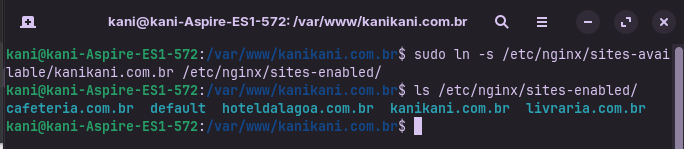 kani@kani-Aspire-ES1-572: /var/www/kanikani.com.br
kani@kani-Aspire-ES1-572:/var/www/kanikani.com.br$ sudo ln -s /etc/nginx/sites-avai
lable/kanikani.com.br /etc/nginx/sites-enabled/
kani@kani-Aspire-ES1-572:/var/www/kanikani.com.br$ ls /etc/nginx/sites-enabled/
cafeteria.com.br  default  hoteldalagoa.com.br  kanikani.com.br  livraria.com.br
kani@kani-Aspire-ES1-572:/var/www/kanikani.com.br$